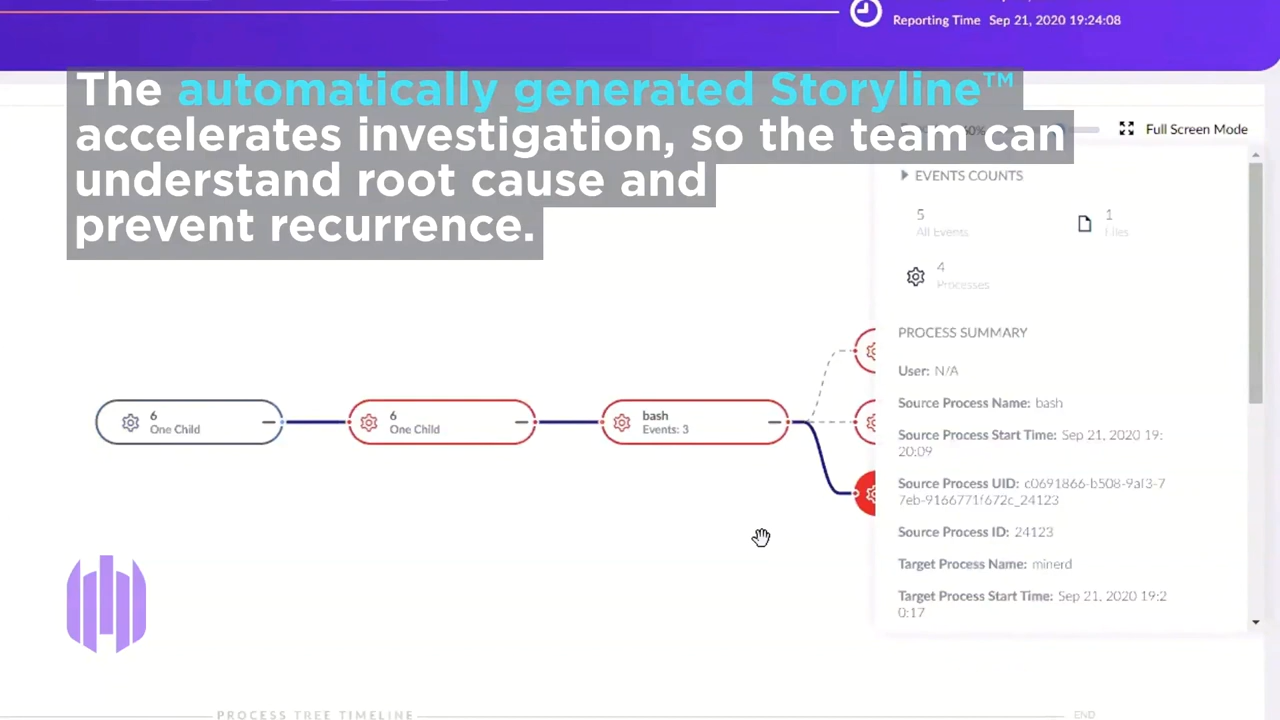 Reporting Time Sep 21, 2020 19:24:08
The automatically generated Storyline™
accelerates investigation, so the team can
understand root cause and
prevent recurrence.
Full Screen Mode
EVENTS COUNTS
5
All Events
1
Files
4
Processes
PROCESS SUMMARY
User: N/A
Source Process Name: bash
Source Process Start Time: Sep 21, 2020 19:
20:09
Source Process UID: c0691866-b508-9af3-7
7eb-9166771f672c_24123
Source Process ID: 24123
Target Process Name: minerd
Target Process Start Time: Sep 21, 2020 19:2
0:17
6
One Child
6
One Child
bash
Events: 3
PROCESS TREE TIMELINE
END